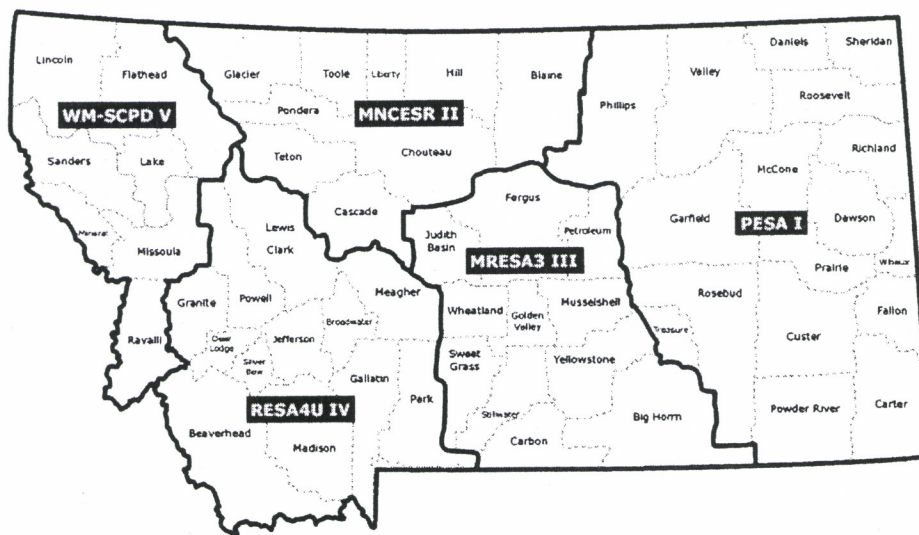 Lincoln
Flathead
WM-SCPD V
Sanders
Lake
Mineral
Missoula
Ravalli
Glacier
Toole
Liberty
Hill
Blaine
Pondera
MNCESR II
Teton
Chouteau
Cascade
Phillips
Valley
Daniels
Sheridan
Roosevelt
Richland
McCone
Garfield
PESA I
Dawson
Prairie
Wibaux
Rosebud
Fallon
Treasure
Custer
Powder River
Carter
Fergus
Judith
Basin
Petroleum
MRESA3 III
Wheatland
Golden
Valley
Musselshell
Sweet
Grass
Yellowstone
Stillwater
Carbon
Big Horn
Lewis
Clark
Meagher
Granite
Powell
Broadwater
Deer
Lodge
Jefferson
Silver
Bow
Gallatin
Park
RESA4U IV
Beaverhead
Madison